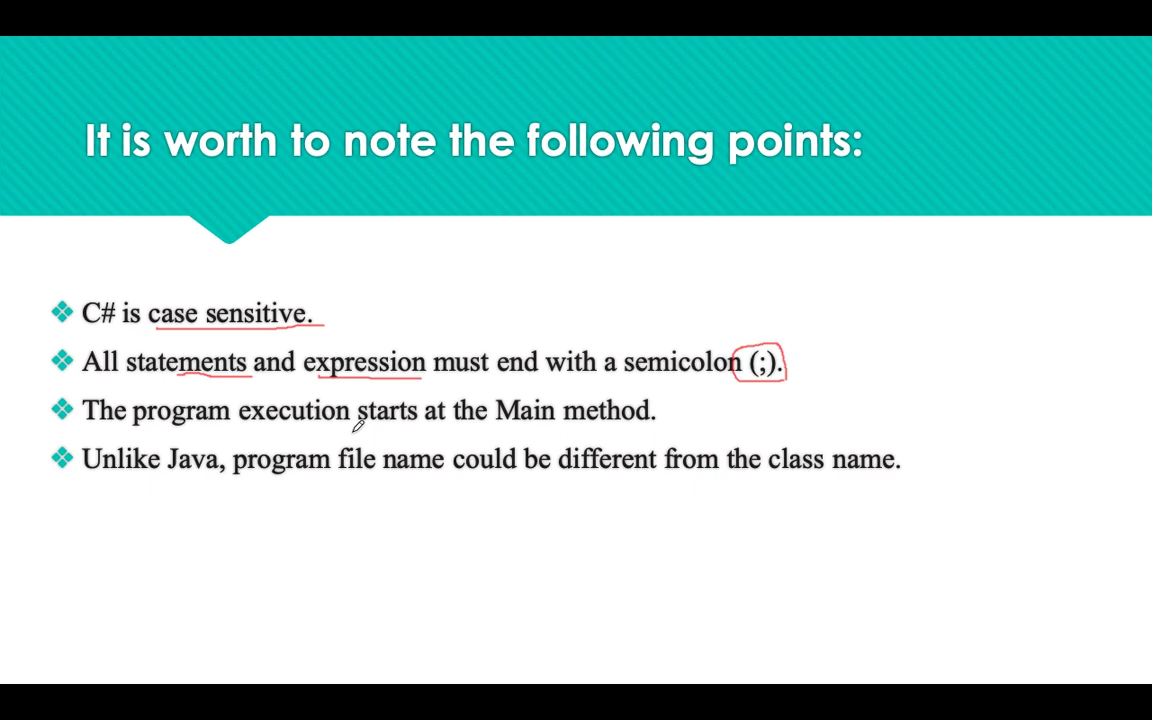 It is worth to note the following points:
C# is case sensitive.
All statements and expression must end with a semicolon (;).
The program execution starts at the Main method.
Unlike Java, program file name could be different from the class name.